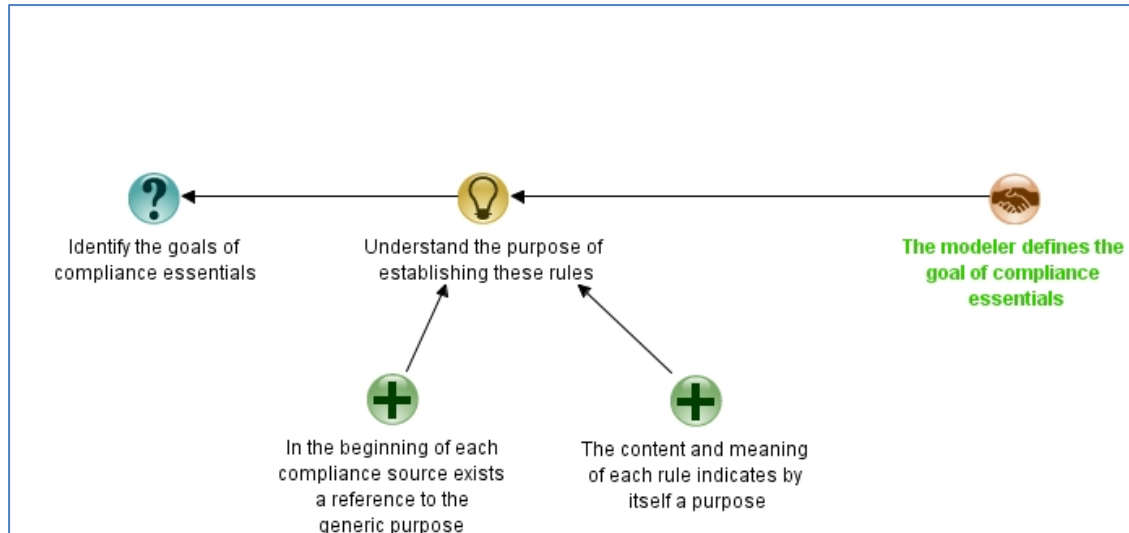 Identify the goals of
compliance essentials
Understand the purpose of
establishing these rules
The modeler defines the
goal of compliance
essentials
In the beginning of each
compliance source exists
a reference to the
generic purpose
The content and meaning
of each rule indicates by
itself a purpose